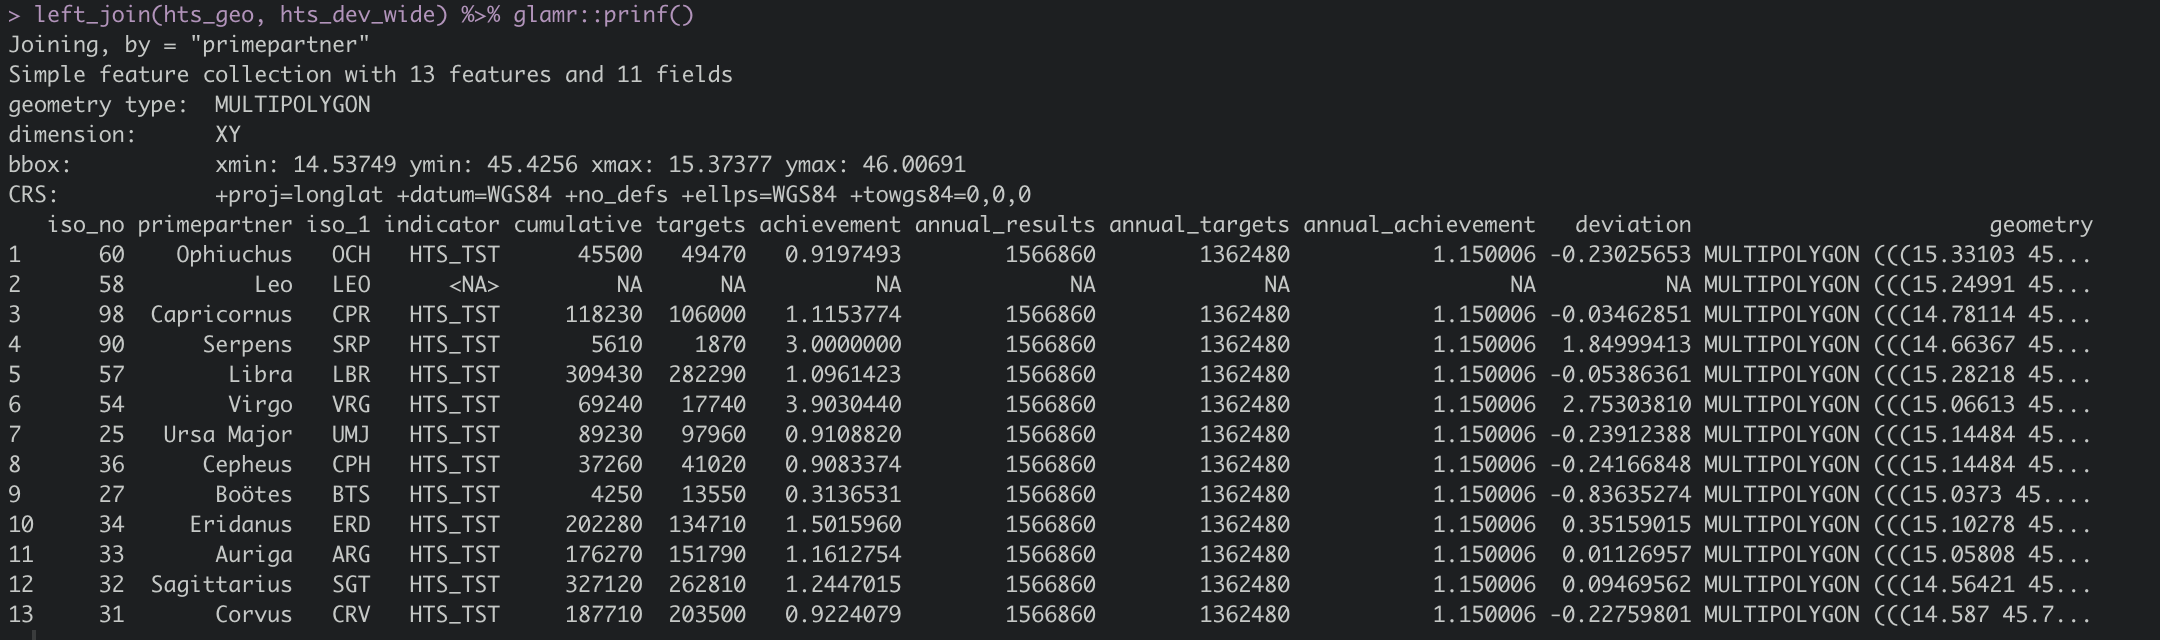 > left_join(hts_geo, hts_dev_wide) %>% glamr::prinf()
Joining, by = "primepartner"
Simple feature collection with 13 features and 11 fields
geometry type:  MULTIPOLYGON
dimension:      XY
bbox:           xmin: 14.53749 ymin: 45.4256 xmax: 15.37377 ymax: 46.00691
CRS:            +proj=longlat +datum=WGS84 +no_defs +ellps=WGS84 +towgs84=0,0,0
   iso_no primepartner iso_1 indicator cumulative targets achievement annual_results annual_targets annual_achievement   deviation                       geometry
1      60    Ophiuchus   OCH   HTS_TST      45500   49470   0.9197493        1566860        1362480           1.150006 -0.23025653 MULTIPOLYGON (((15.33103 45...
2      58          Leo   LEO      <NA>         NA      NA          NA             NA             NA                 NA          NA MULTIPOLYGON (((15.24991 45...
3      98  Capricornus   CPR   HTS_TST     118230  106000   1.1153774        1566860        1362480           1.150006 -0.03462851 MULTIPOLYGON (((14.78114 45...
4      90      Serpens   SRP   HTS_TST       5610    1870   3.0000000        1566860        1362480           1.150006  1.84999413 MULTIPOLYGON (((14.66367 45...
5      57        Libra   LBR   HTS_TST     309430  282290   1.0961423        1566860        1362480           1.150006 -0.05386361 MULTIPOLYGON (((15.28218 45...
6      54        Virgo   VRG   HTS_TST      69240   17740   3.9030440        1566860        1362480           1.150006  2.75303810 MULTIPOLYGON (((15.06613 45...
7      25   Ursa Major   UMJ   HTS_TST      89230   97960   0.9108820        1566860        1362480           1.150006 -0.23912388 MULTIPOLYGON (((15.14484 45...
8      36      Cepheus   CPH   HTS_TST      37260   41020   0.9083374        1566860        1362480           1.150006 -0.24166848 MULTIPOLYGON (((15.14484 45...
9      27       Boötes   BTS   HTS_TST       4250   13550   0.3136531        1566860        1362480           1.150006 -0.83635274 MULTIPOLYGON (((15.0373 45....
10     34     Eridanus   ERD   HTS_TST     202280  134710   1.5015960        1566860        1362480           1.150006  0.35159015 MULTIPOLYGON (((15.10278 45...
11     33       Auriga   ARG   HTS_TST     176270  151790   1.1612754        1566860        1362480           1.150006  0.01126957 MULTIPOLYGON (((15.05808 45...
12     32  Sagittarius   SGT   HTS_TST     327120  262810   1.2447015        1566860        1362480           1.150006  0.09469562 MULTIPOLYGON (((14.56421 45...
13     31       Corvus   CRV   HTS_TST     187710  203500   0.9224079        1566860        1362480           1.150006 -0.22759801 MULTIPOLYGON (((14.587 45.7...